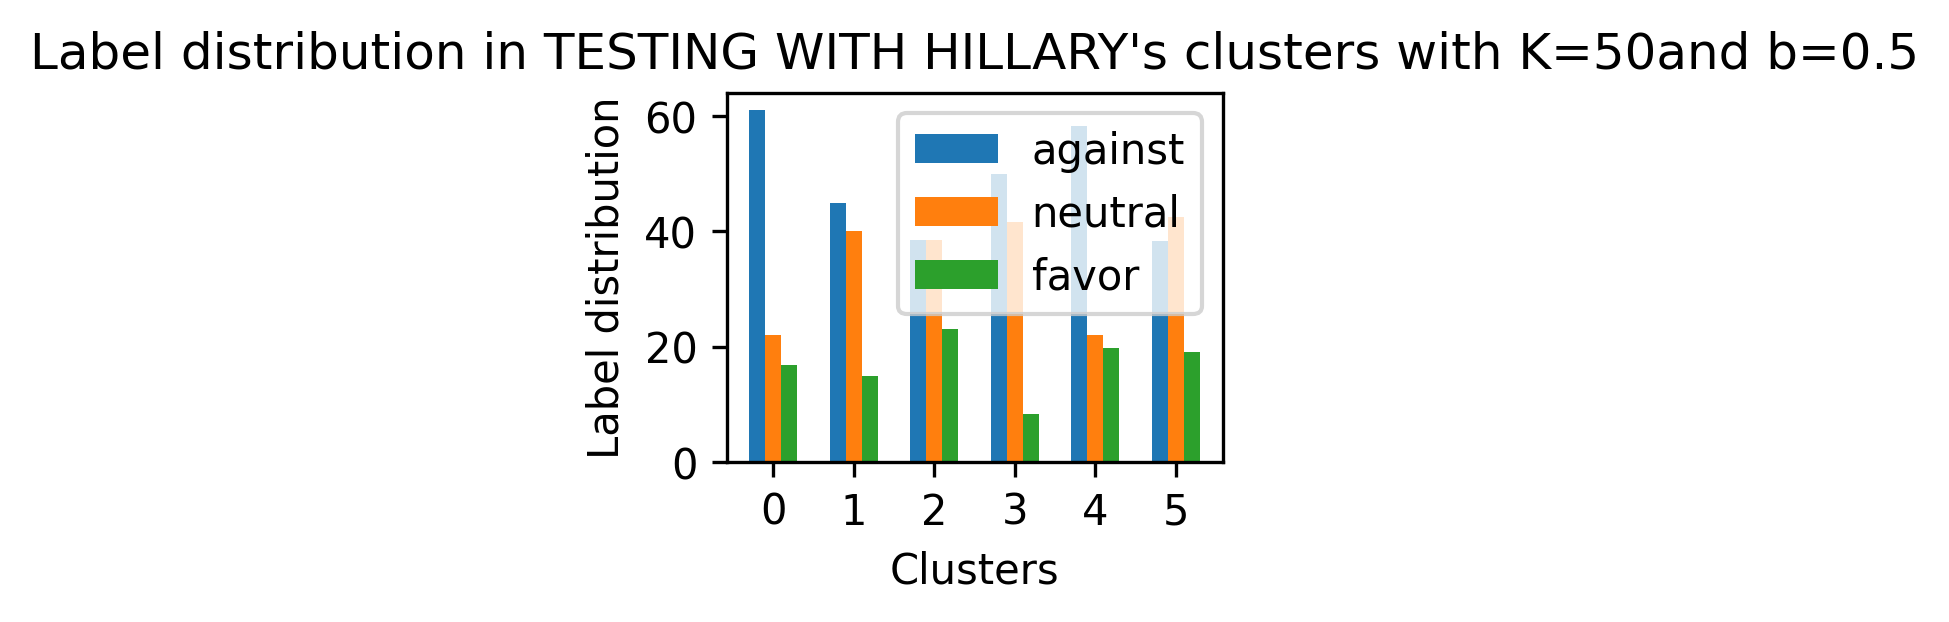 Label distribution in TESTING WITH HILLARY's clusters with K=50and b=0.5
Label distribution
60
40
20
0
against
neutral
favor
0 1 2 3 4 5
Clusters